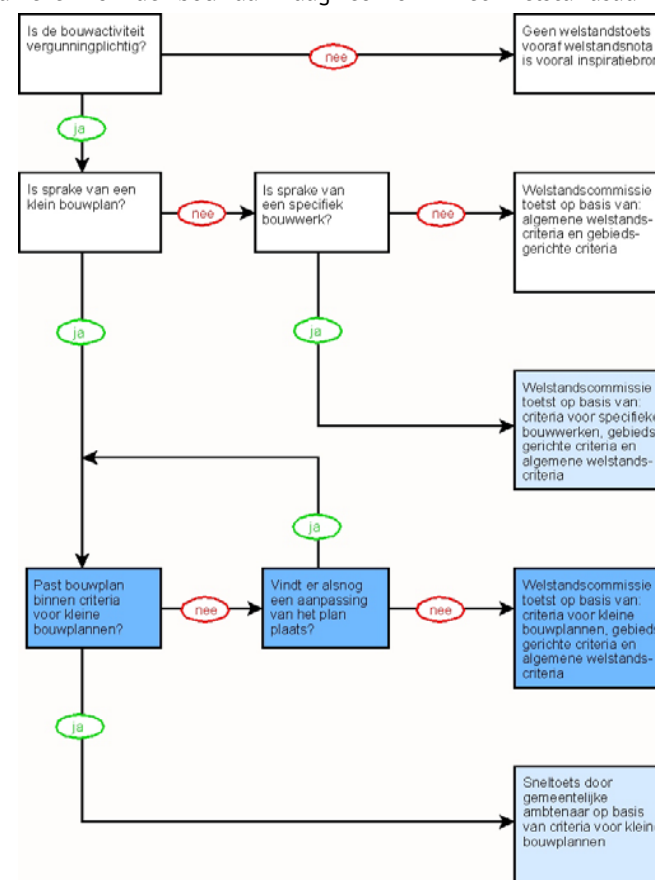 Is de bouwactiviteit
vergunningplichtig?
nee
Geen welstandstoets
vooraf welstandsnota
is vooral inspiratiebron
ja
Is sprake van een
klein bouwplan?
nee
Is sprake van
een specifiek
bouwwerk?
nee
Welstandscommissie
toetst op basis van:
algemene welstands-
criteria en gebieds-
gerichte criteria
ja
ja
Welstandscommissie
toetst op basis van:
criteria voor specifieke
bouwwerken, gebieds
gerichte criteria en
algemene welstands-
criteria
ja
Past bouwplan
binnen criteria
voor kleine
bouwplannen?
nee
Vindt er alsnog
een aanpassing
van het plan
plaats?
nee
Welstandscommissie
toetst op basis van:
criteria voor kleine
bouwplannen, gebieds
gerichte criteria en
algemene welstands-
criteria
ja
Sneltoets door
gemeentelijke
ambtenaar op basis
van criteria voor kleine
bouwplannen